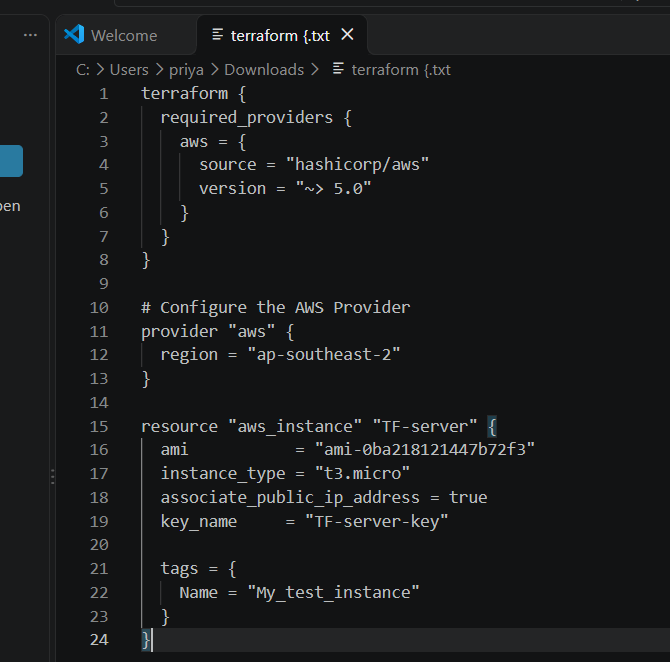 Welcome
terraform {.txt
C: > Users > priya > Downloads > terraform {.txt
pen
1 terraform {
2   required_providers {
3     aws = {
4       source = "hashicorp/aws"
5       version = "~> 5.0"
6     }
7   }
8 }
9
10 # Configure the AWS Provider
11 provider "aws" {
12   region = "ap-southeast-2"
13 }
14
15 resource "aws_instance" "TF-server" {
16   ami           = "ami-0ba218121447b72f3"
17   instance_type = "t3.micro"
18   associate_public_ip_address = true
19   key_name     = "TF-server-key"
20
21   tags = {
22     Name = "My_test_instance"
23   }
24 }